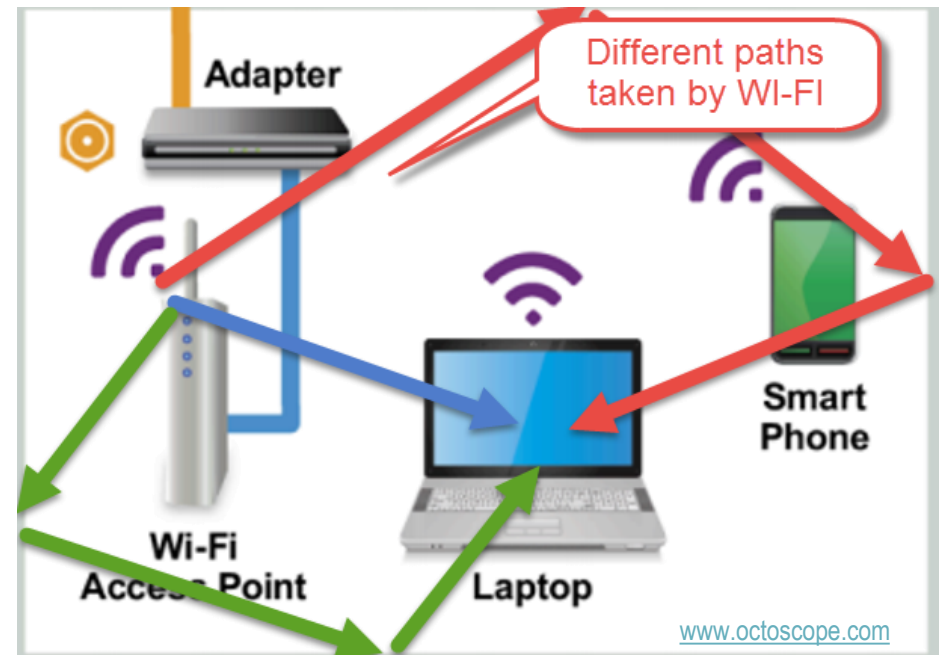 Adapter
Different paths
taken by WI-FI
Smart
Phone
Wi-Fi
Access Point
Laptop
www.octoscope.com